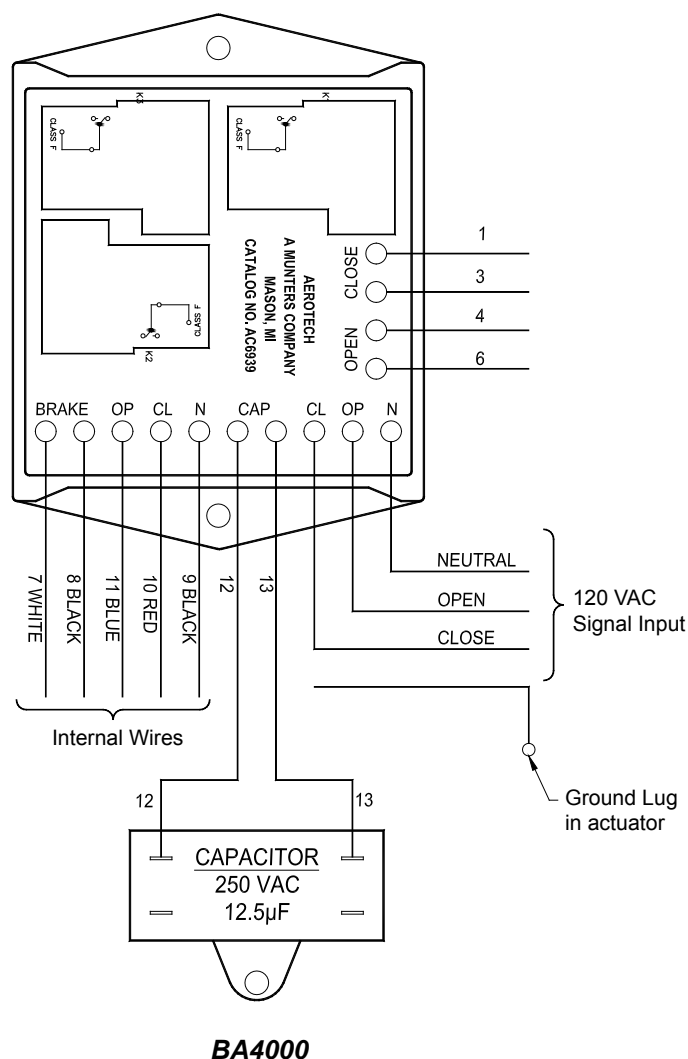 K3
CLASS F
CLASS F
CLASS F
K2
AEROTECH
A MUNTERS COMPANY
MASON, MI
CATALOG NO. AC6939
CLOSE
OPEN
1
3
4
6
BRAKE OP CL N CAP CL OP N
7 WHITE
8 BLACK
11 BLUE
10 RED
9 BLACK
12
13
NEUTRAL
OPEN
CLOSE
120 VAC
Signal Input
Internal Wires
Ground Lug
in actuator
12
13
CAPACITOR
250 VAC
12.5µF
BA4000